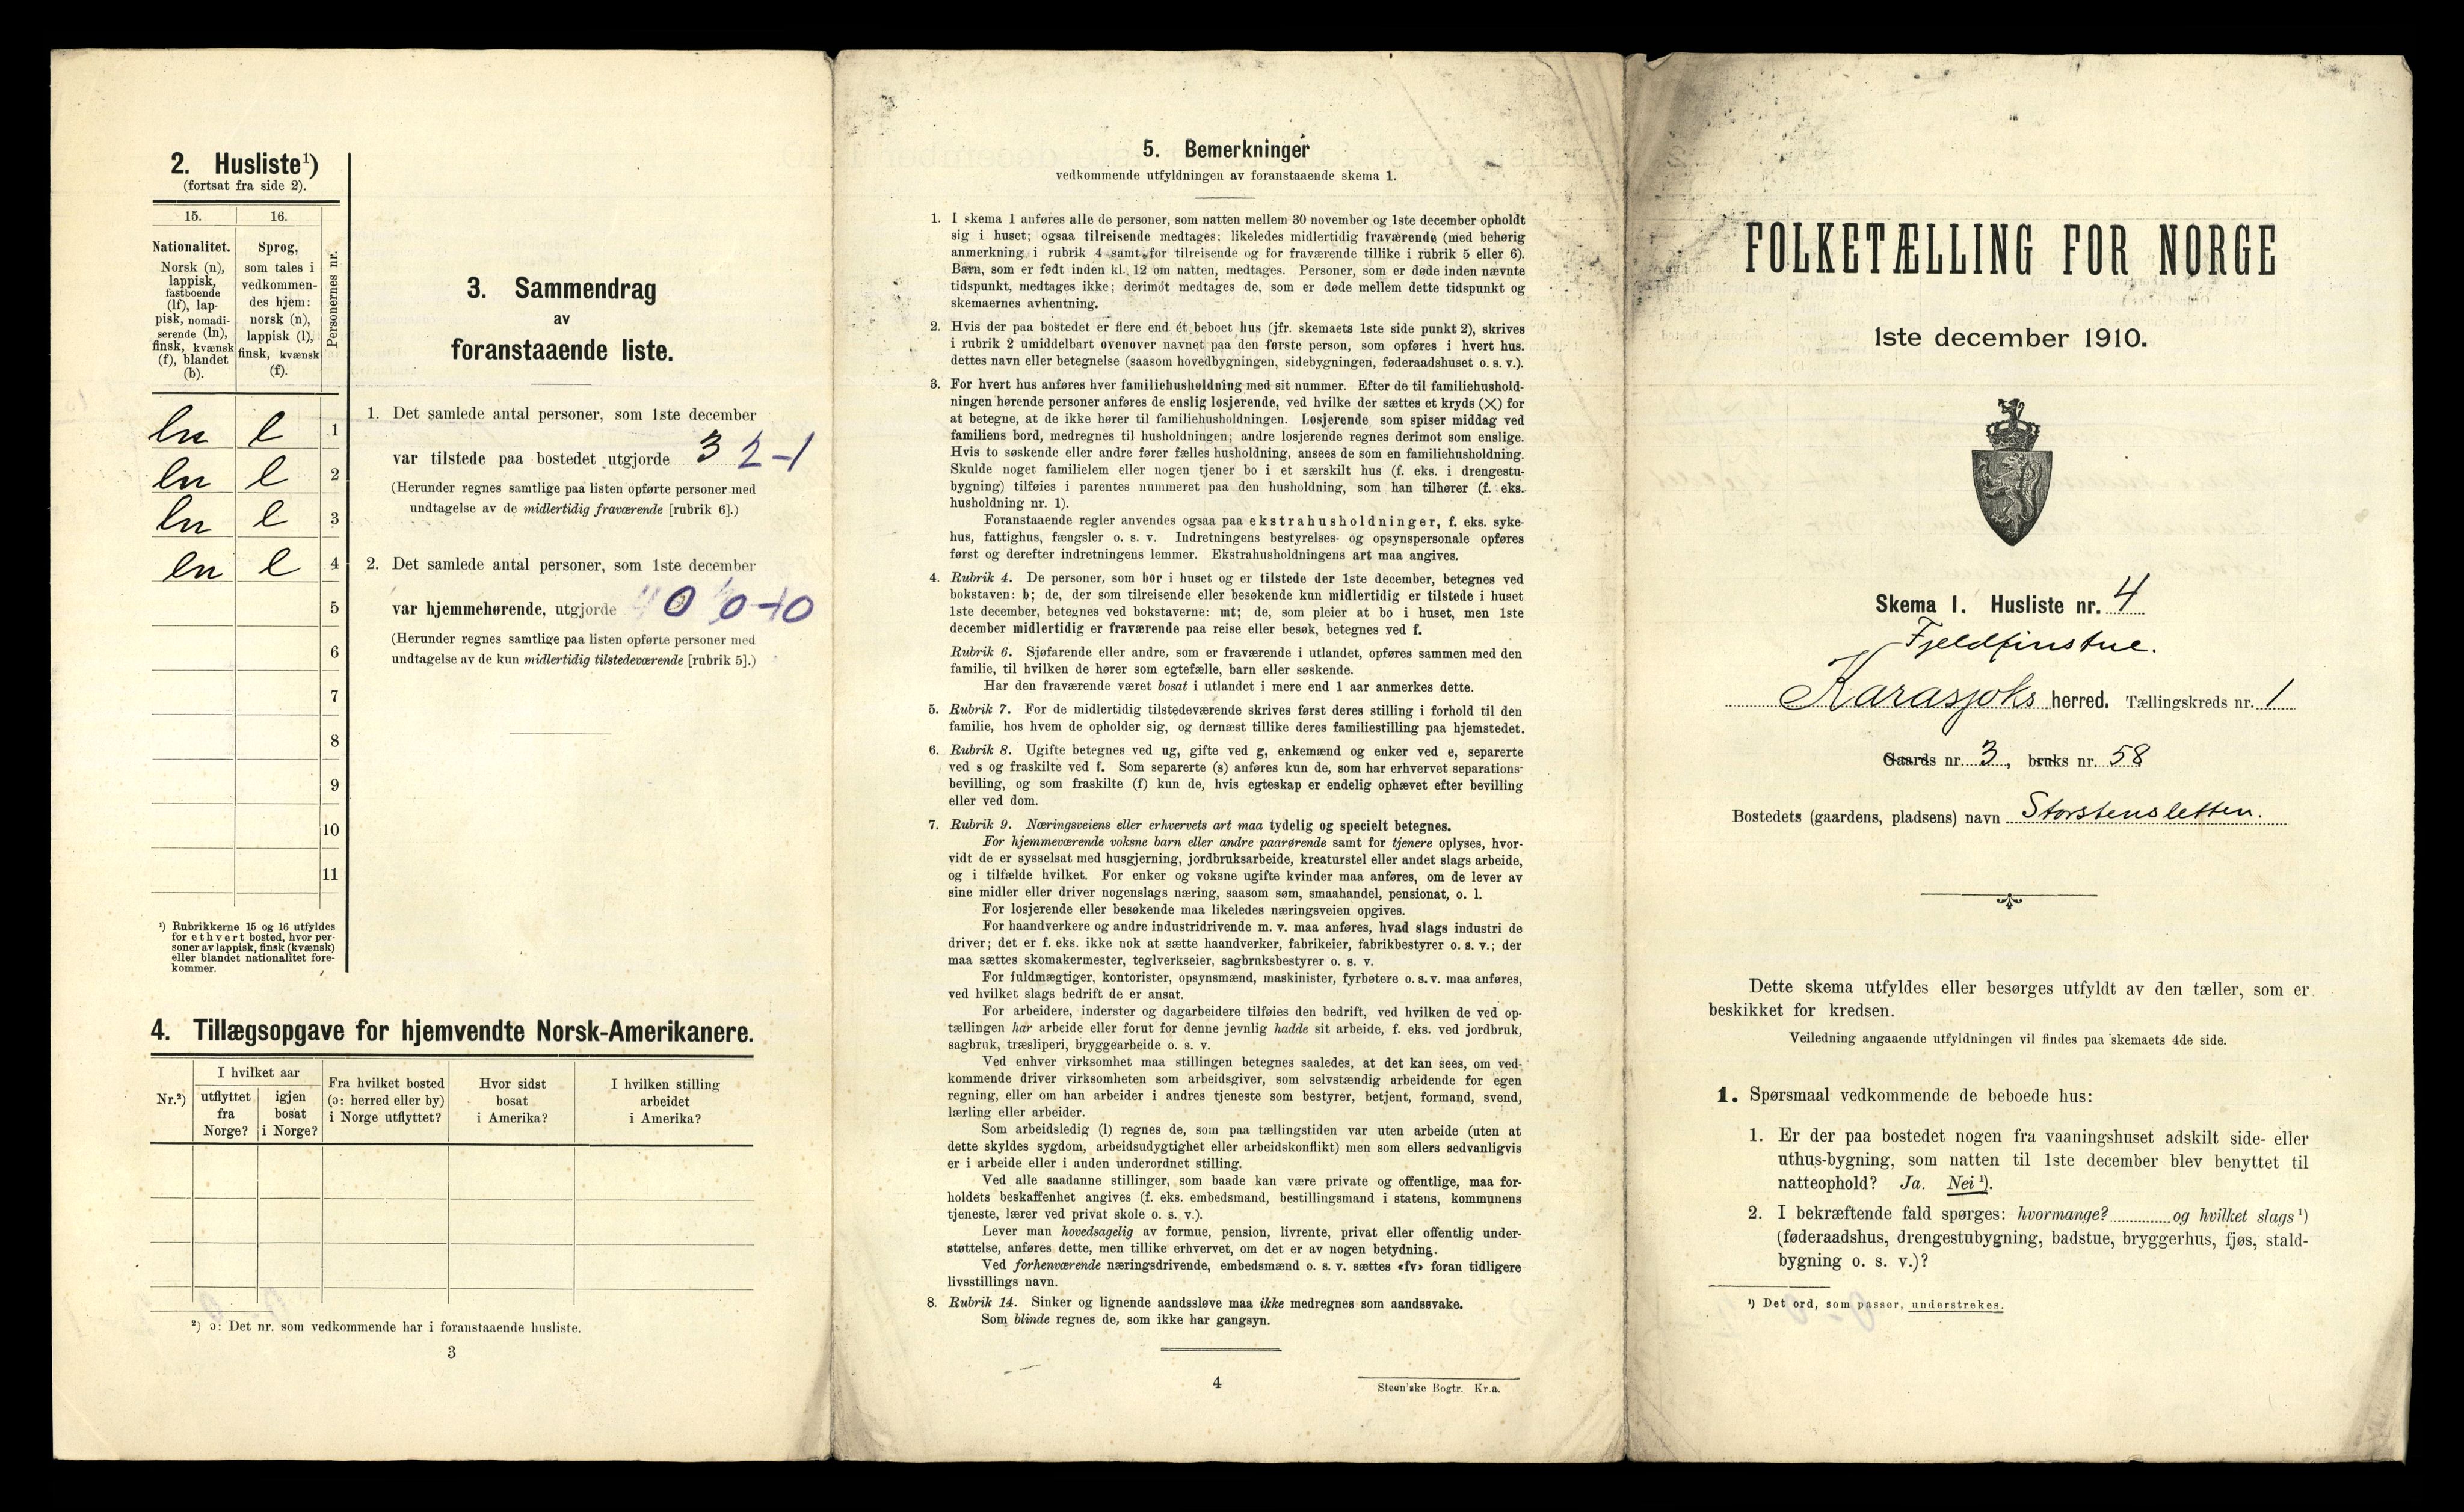 2. Husliste¹)
(fortsat fra side 2).
15.
16.
Personernes nr.
Nationalitet.
Norsk (n),
lappisk,
fastboende
(lf), lap-
pisk, nomadi-
serende (ln),
finsk, kvænsk
(f), blandet
(b).
Sprog,
som tales i
vedkommen-
des hjem:
norsk (n),
lappisk (l),
finsk, kvænsk
(f).
ln l 1
ln l 2
ln l 3
ln l 4
5
6
7
8
9
10
11
¹) Rubrikkerne 15 og 16 utfyldes
for ethvert bosted, hvor per-
soner av lappisk, finsk (kvænsk)
eller blandet nationalitet fore-
kommer.
3. Sammendrag
av
foranstaaende liste.
1. Det samlede antal personer, som 1ste december
var tilstede paa bostedet utgjorde 3 2-1
(Herunder regnes samtlige paa listen opførte personer med
undtagelse av de midlertidig fraværende [rubrik 6].)
2. Det samlede antal personer, som 1ste december
var hjemmehørende, utgjorde 0 0-0
(Herunder regnes samtlige paa listen opførte personer med
undtagelse av de kun midlertidig tilstedeværende [rubrik 5].)
4. Tillægsopgave for hjemvendte Norsk-Amerikanere.
Nr.²)
I hvilket aar
utflyttet
fra
Norge?
igjen
bosat
i Norge?
Fra hvilket bosted
(ɔ: herred eller by)
i Norge utflyttet?
Hvor sidst
bosat
i Amerika?
I hvilken stilling
arbeidet
i Amerika?
²) ɔ: Det nr. som vedkommende har i foranstaaende husliste.
3
5. Bemerkninger
vedkommende utfyldningen av foranstaaende skema 1.
1. I skema 1 anføres alle de personer, som natten mellem 30 november og 1ste december opholdt
sig i huset; ogsaa tilreisende medtages; likeledes midlertidig fraværende (med behørig
anmerkning i rubrik 4 samt for tilreisende og for fraværende tillike i rubrik 5 eller 6).
Barn, som er født inden kl. 12 om natten, medtages. Personer, som er døde inden nævnte
tidspunkt, medtages ikke; derimot medtages de, som er døde mellem dette tidspunkt og
skemaernes avhentning.
2. Hvis der paa bostedet er flere end ét beboet hus (jfr. skemaets 1ste side punkt 2), skrives
i rubrik 2 umiddelbart ovenover navnet paa den første person, som opføres i hvert hus.
dettes navn eller betegnelse (saasom hovedbygningen, sidebygningen, føderaadshuset o. s. v.).
3. For hvert hus anføres hver familiehusholdning med sit nummer. Efter de til familiehushold-
ningen hørende personer anføres de enslig losjerende, ved hvilke der sættes et kryds (×) for
at betegne, at de ikke hører til familiehusholdningen. Losjerende som spiser middag ved
familiens bord, medregnes til husholdningen; andre losjerende regnes derimot som enslige.
Hvis to søskende eller andre fører fælles husholdning, ansees de som en familiehusholdning.
Skulde noget familielem eller nogen tjener bo i et særskilt hus (f. eks. i drengestu-
bygning) tilføies i parentes nummeret paa den husholdning, som han tilhører (f. eks.
husholdning nr. 1).
Foranstaaende regler anvendes ogsaa paa ekstrahusholdninger, f. eks. syke-
hus, fattighus, fængsler o. s. v. Indretningens bestyrelses- og opsynspersonale opføres
først og derefter indretningens lemmer. Ekstrahusholdningens art maa angives.
4. Rubrik 4. De personer, som bor i huset og er tilstede der 1ste december, betegnes ved
bokstaven: b; de, der som tilreisende eller besøkende kun midlertidig er tilstede i huset
1ste december, betegnes ved bokstaverne: mt; de, som pleier at bo i huset, men 1ste
december midlertidig er fraværende paa reise eller besøk, betegnes ved f.
Rubrik 6. Sjøfarende eller andre, som er fraværende i utlandet, opføres sammen med den
familie, til hvilken de hører som egtefælle, barn eller søskende.
Har den fraværende været bosat i utlandet i mere end 1 aar anmerkes dette.
5. Rubrik 7. For de midlertidig tilstedeværende skrives først deres stilling i forhold til den
familie, hos hvem de opholder sig, og dernæst tillike deres familiestilling paa hjemstedet.
6. Rubrik 8. Ugifte betegnes ved ug, gifte ved g, enkemænd og enker ved e, separerte
ved s og fraskilte ved f. Som separerte (s) anføres kun de, som har erhvervet separations-
bevilling, og som fraskilte (f) kun de, hvis egteskap er endelig ophævet efter bevilling
eller ved dom.
7. Rubrik 9. Næringsveiens eller erhvervets art maa tydelig og specielt betegnes.
For hjemmeværende voksne barn eller andre paarørende samt for tjenere oplyses, hvor-
vidt de er sysselsat med husgjerning, jordbruksarbeide, kreaturstel eller andet slags arbeide,
og i tilfælde hvilket. For enker og voksne ugifte kvinder maa anføres, om de lever av
sine midler eller driver nogenslags næring, saasom søm, smaahandel, pensionat, o. l.
For losjerende eller besøkende maa likeledes næringsveien opgives.
For haandverkere og andre industridrivende m. v. maa anføres, hvad slags industri de
driver; det er f. eks. ikke nok at sætte haandverker, fabrikeier, fabrikbestyrer o. s. v.; der
maa sættes skomakermester, teglverkseier, sagbruksbestyrer o. s. v.
For fuldmægtiger, kontorister, opsynsmænd, maskinister, fyrbøtere o. s. v. maa anføres,
ved hvilket slags bedrift de er ansat.
For arbeidere, inderster og dagarbeidere tilføies den bedrift, ved hvilken de ved op-
tællingen har arbeide eller forut for denne jevnlig hadde sit arbeide, f. eks. ved jordbruk,
sagbruk, træsliperi, bryggearbeide o. s. v.
Ved enhver virksomhet maa stillingen betegnes saaledes, at det kan sees, om ved-
kommende driver virksomheten som arbeidsgiver, som selvstændig arbeidende for egen
regning, eller om han arbeider i andres tjeneste som bestyrer, betjent, formand, svend,
lærling eller arbeider.
Som arbeidsledig (l) regnes de, som paa tællingstiden var uten arbeide (uten at
dette skyldes sygdom, arbeidsudygtighet eller arbeidskonflikt) men som ellers sedvanligvis
er i arbeide eller i anden underordnet stilling.
Ved alle saadanne stillinger, som baade kan være private og offentlige, maa for-
holdets beskaffenhet angives (f. eks. embedsmand, bestillingsmand i statens, kommunens
tjeneste, lærer ved privat skole o. s. v.).
Lever man hovedsagelig av formue, pension, livrente, privat eller offentlig under-
støttelse, anføres dette, men tillike erhvervet, om det er av nogen betydning.
Ved forhenværende næringsdrivende, embedsmænd o. s. v. sættes «fv» foran tidligere
livsstillings navn.
8. Rubrik 14. Sinker og lignende aandssløve maa ikke medregnes som aandssvake.
Som blinde regnes de, som ikke har gangsyn.
4
Steen'ske Bogtr. Kr.a.
FOLKETÆLLING FOR NORGE
1ste december 1910.
Skema 1. Husliste nr. 4
Fjeldfinstue.
Karasjoks herred. Tællingskreds nr. 1
Gaards nr. 3, bruks nr. 58
Bostedets (gaardens, pladsens) navn Storstensletten.
Dette skema utfyldes eller besørges utfyldt av den tæller, som er
beskikket for kredsen.
Veiledning angaaende utfyldningen vil findes paa skemaets 4de side.
1. Spørsmaal vedkommende de beboede hus:
1. Er der paa bostedet nogen fra vaaningshuset adskilt side- eller
uthus-bygning, som natten til 1ste december blev benyttet til
natteophold? Ja. Nei¹).
2. I bekræftende fald spørges: hvormange? og hvilket slags¹)
(føderaadshus, drengestubygning, badstue, bryggerhus, fjøs, stald-
bygning o. s. v.)?
¹) Det ord, som passer, understrekes.